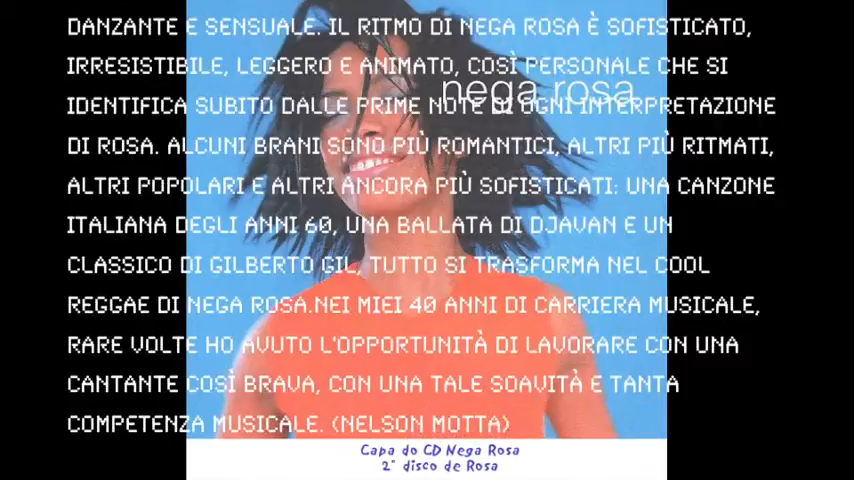 DANZANTE E SENSUALE. IL RITMO DI NEGA ROSA È SOFISTICATO,
IRRESISTIBILE, LEGGERO E ANIMATO, COSÌ PERSONALE CHE SI
nega rosa
IDENTIFICA SUBITO DALLE PRIME NOTE DI OGNI INTERPRETAZIONE
DI ROSA. ALCUNI BRANI SONO PIÙ ROMANTICI, ALTRI PIÙ RITMATI,
ALTRI POPOLARI E ALTRI ANCORA PIÙ SOFISTICATI: UNA CANZONE
ITALIANA DEGLI ANNI 60, UNA BALLATA DI DJAVAN E UN
CLASSICO DI GILBERTO GIL, TUTTO SI TRASFORMA NEL COOL
REGGAE DI NEGA ROSA.NEI MIEI 40 ANNI DI CARRIERA MUSICALE,
RARE VOLTE HO AVUTO L'OPPORTUNITÀ DI LAVORARE CON UNA
CANTANTE COSÌ BRAVA, CON UNA TALE SOAVITÀ E TANTA
COMPETENZA MUSICALE. (NELSON MOTTA)
Capa do CD Nega Rosa
2° disco de Rosa